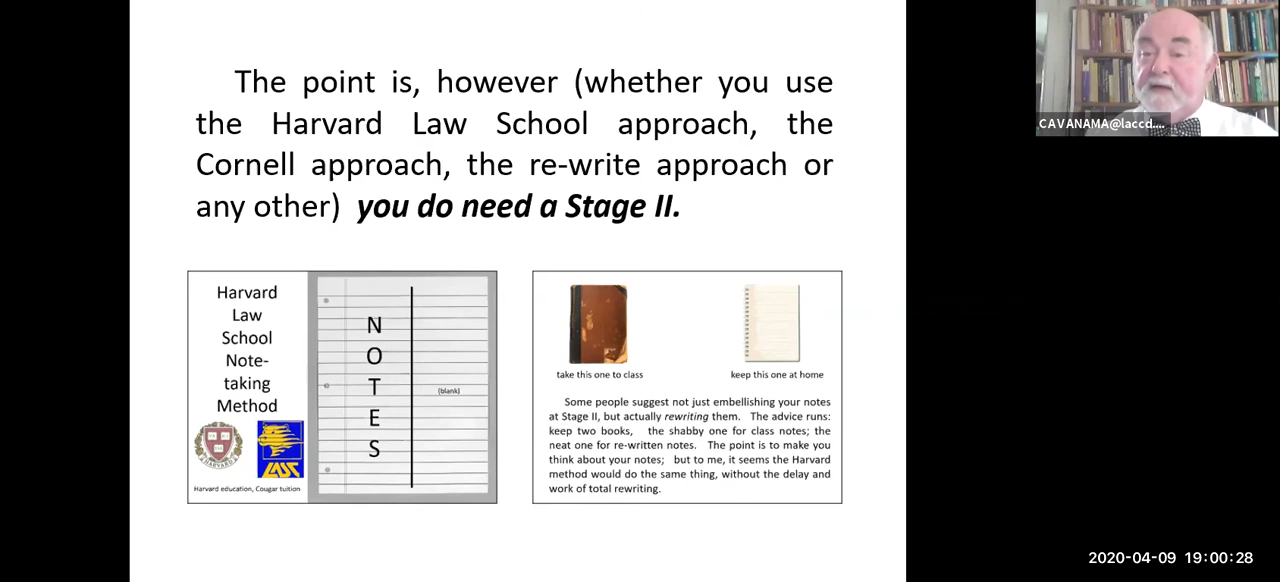 The point is, however (whether you use
the Harvard Law School approach, the
Cornell approach, the re-write approach or
any other) you do need a Stage II.
Harvard
Law
School
Note-
taking
Method
HARVARD
LASC
Harvard education, Cougar tuition
N
O
T
E
S
(blank)
take this one to class
keep this one at home
Some people suggest not just embellishing your notes
at Stage II, but actually rewriting them. The advice runs:
keep two books, the shabby one for class notes; the
neat one for re-written notes. The point is to make you
think about your notes; but to me, it seems the Harvard
method would do the same thing, without the delay and
work of total rewriting.
CAVANAMA@laccd....
2020-04-09 19:00:28